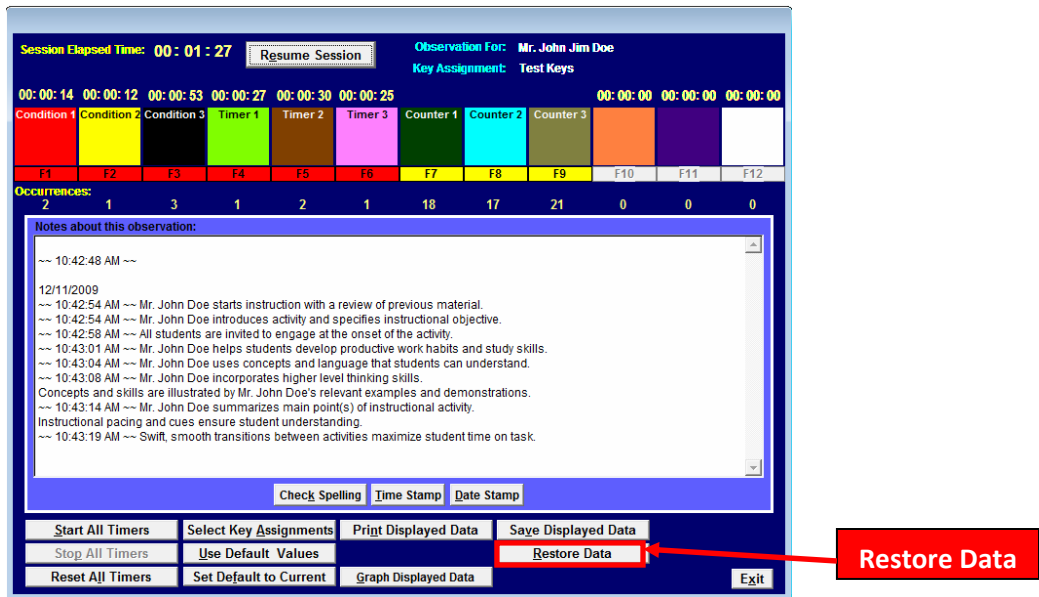 Session Elapsed Time: 00: 01 : 27 Resume Session Observation For: Mr. John Jim Doe
Key Assignment: Test Keys
00: 00: 14 00: 00: 12 00: 00: 53 00: 00: 27 00: 00: 30 00: 00: 25 00: 00: 00 00: 00: 00 00: 00: 00
Condition 1 Condition 2 Condition 3 Timer 1 Timer 2 Timer 3 Counter 1 Counter 2 Counter 3
F1 F2 F3 F4 F5 F6 F7 F8 F9 F10 F11 F12
Occurrences:
2 1 3 1 2 1 18 17 21 0 0 0
Notes about this observation:
~~ 10:42:48 AM ~~
12/11/2009
~~ 10:42:54 AM ~~ Mr. John Doe starts instruction with a review of previous material.
~~ 10:42:54 AM ~~ Mr. John Doe introduces activity and specifies instructional objective.
~~ 10:42:58 AM ~~ All students are invited to engage at the onset of the activity.
~~ 10:43:01 AM ~~ Mr. John Doe helps students develop productive work habits and study skills.
~~ 10:43:04 AM ~~ Mr. John Doe uses concepts and language that students can understand.
~~ 10:43:08 AM ~~ Mr. John Doe incorporates higher level thinking skills.
Concepts and skills are illustrated by Mr. John Doe's relevant examples and demonstrations.
~~ 10:43:14 AM ~~ Mr. John Doe summarizes main point(s) of instructional activity.
Instructional pacing and cues ensure student understanding.
~~ 10:43:19 AM ~~ Swift, smooth transitions between activities maximize student time on task.
Check Spelling Time Stamp Date Stamp
Start All Timers Select Key Assignments Print Displayed Data Save Displayed Data
Stop All Timers Use Default Values Restore Data
Reset All Timers Set Default to Current Graph Displayed Data Exit
Restore Data